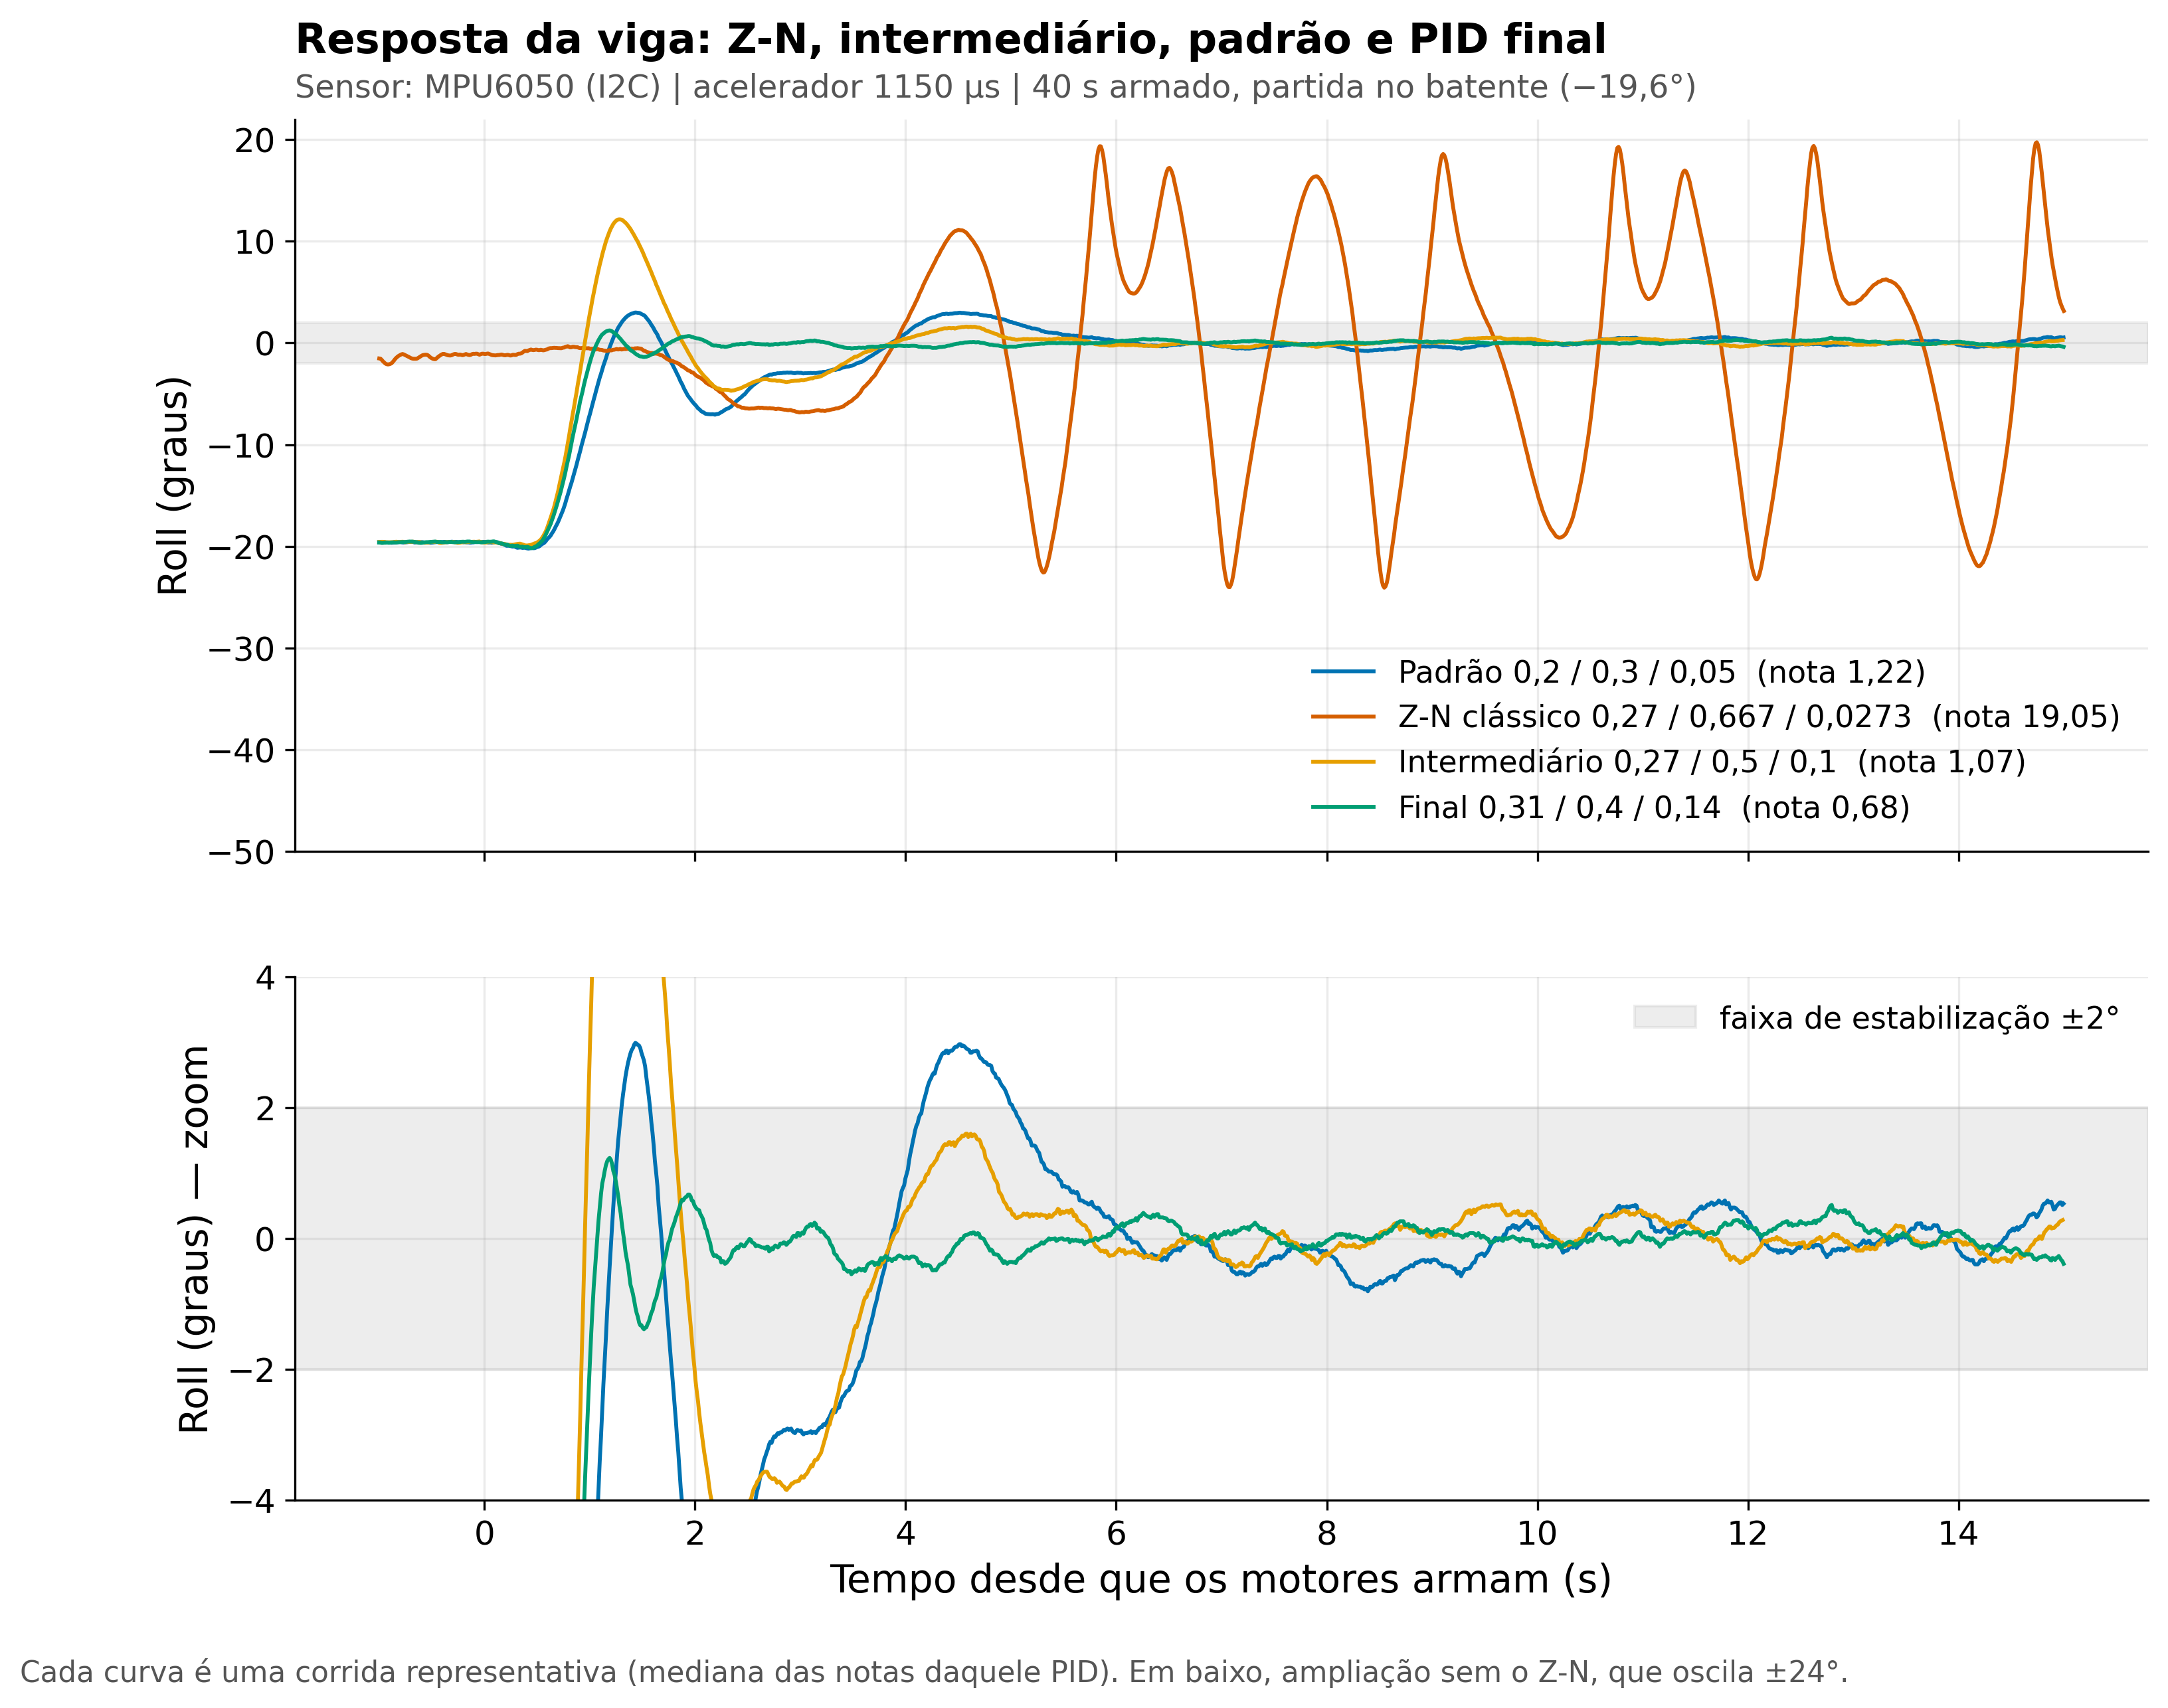 Resposta da viga: Z-N, intermediário, padrão e PID final
Sensor: MPU6050 (I2C) | acelerador 1150 µs | 40 s armado, partida no batente (−19,6°)
20
10
0
−10
−20
−30
−40
−50
Roll (graus)
Padrão 0,2 / 0,3 / 0,05 (nota 1,22)
Z-N clássico 0,27 / 0,667 / 0,0273 (nota 19,05)
Intermediário 0,27 / 0,5 / 0,1 (nota 1,07)
Final 0,31 / 0,4 / 0,14 (nota 0,68)
4
2
0
−2
−4
Roll (graus) — zoom
faixa de estabilização ±2°
0 2 4 6 8 10 12 14
Tempo desde que os motores armam (s)
Cada curva é uma corrida representativa (mediana das notas daquele PID). Em baixo, ampliação sem o Z-N, que oscila ±24°.